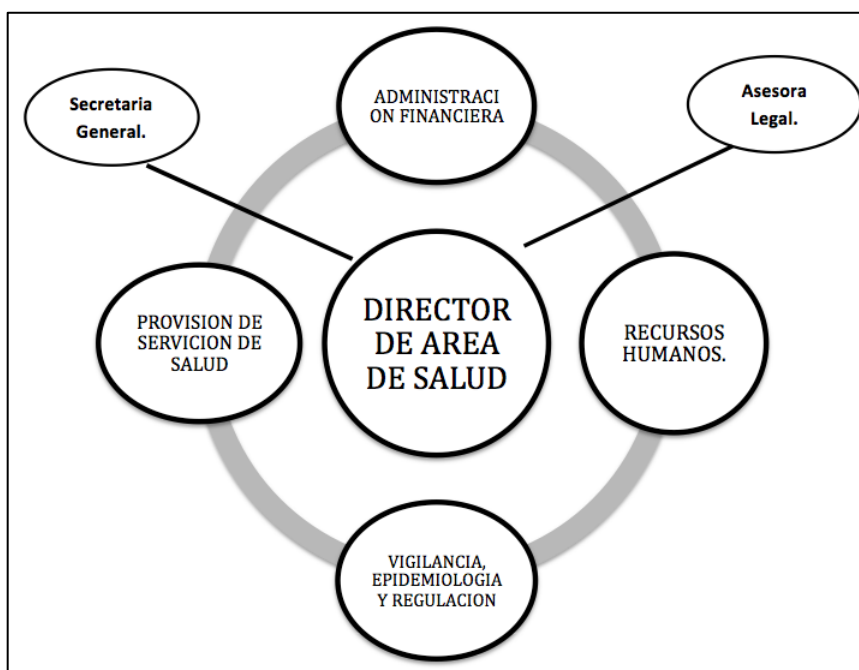 ADMINISTRACI
ON FINANCIERA
Secretaria
General.
Asesora
Legal.
PROVISION DE
SERVICION DE
SALUD
DIRECTOR
DE AREA
DE SALUD
RECURSOS
HUMANOS.
VIGILANCIA,
EPIDEMIOLOGIA
Y REGULACION